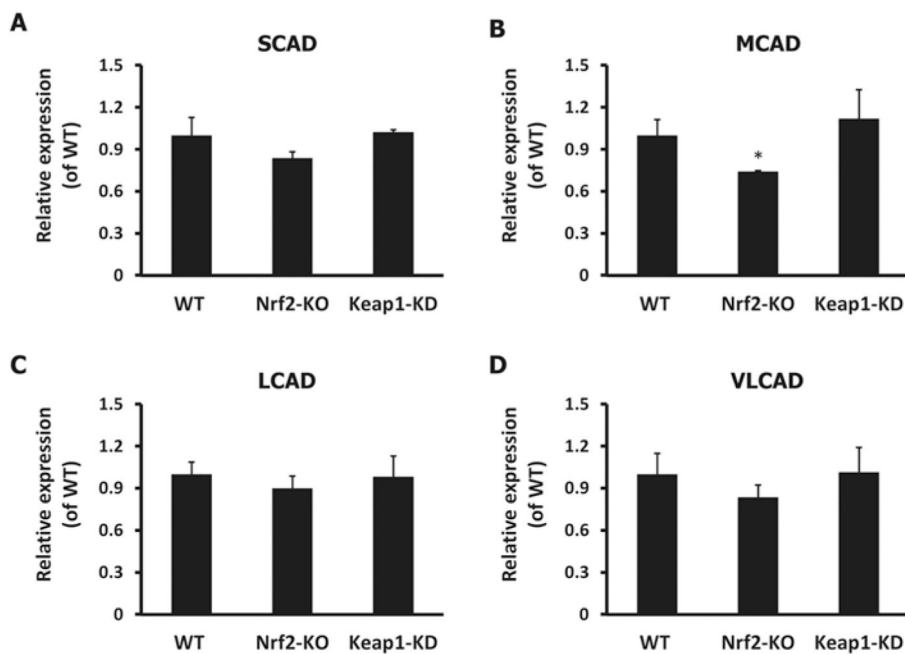 A
SCAD
Relative expression
(of WT)
1.5
1.2
0.9
0.6
0.3
0
WT Nrf2-KO Keap1-KD
B
MCAD
Relative expression
(of WT)
1.5
1.2
0.9
0.6
0.3
0
*
WT Nrf2-KO Keap1-KD
C
LCAD
Relative expression
(of WT)
1.5
1.2
0.9
0.6
0.3
0
WT Nrf2-KO Keap1-KD
D
VLCAD
Relative expression
(of WT)
1.5
1.2
0.9
0.6
0.3
0
WT Nrf2-KO Keap1-KD